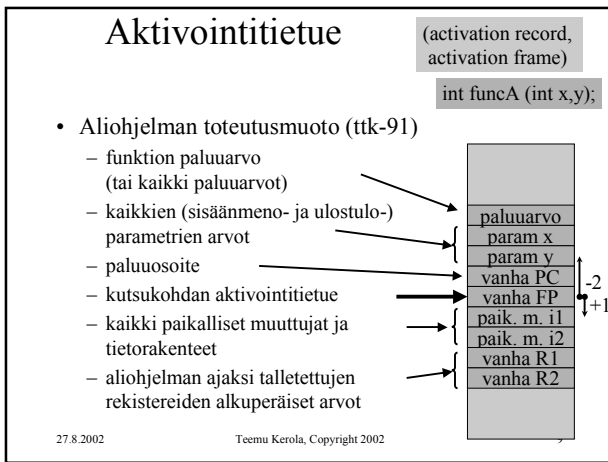 Aktivointitietue
(activation record,
activation frame)
int funcA (int x,y);
• Aliohjelman toteutusmuoto (ttk-91)
– funktion paluuarvo
(tai kaikki paluuarvot)
– kaikkien (sisäänmeno- ja ulostulo-)
parametrien arvot
– paluuosoite
– kutsukohdan aktivointitietue
– kaikki paikalliset muuttujat ja
tietorakenteet
– aliohjelman ajaksi talletettujen
rekistereiden alkuperäiset arvot
paluuarvo
param x
param y
vanha PC
vanha FP
paik. m. i1
paik. m. i2
vanha R1
vanha R2
-2
+1
27.8.2002
Teemu Kerola, Copyright 2002